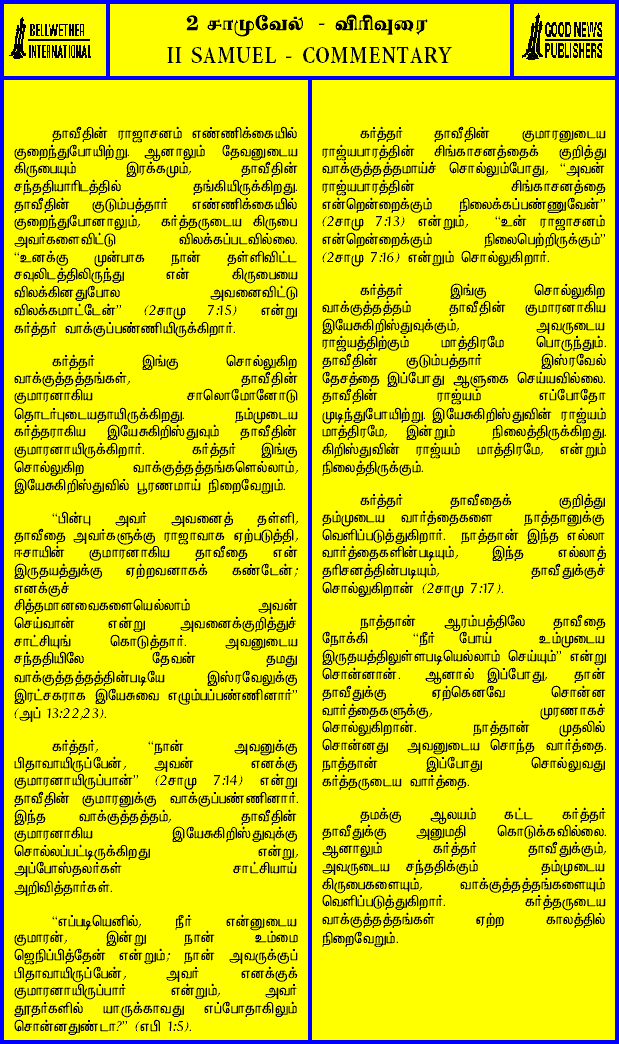 BELLWETHER
INTERNATIONAL
2 சாமுவேல் - விரிவுரை
II SAMUEL - COMMENTARY
GOOD NEWS
PUBLISHERS
தாவீதின் ராஜாசனம் எண்ணிக்கையில்
குறைந்துபோயிற்று. ஆனாலும் தேவனுடைய
கிருபையும் இரக்கமும், தாவீதின்
சந்ததியாரிடத்தில் தங்கியிருக்கிறது.
தாவீதின் குடும்பத்தார் எண்ணிக்கையில்
குறைந்துபோனாலும், கர்த்தருடைய கிருபை
அவர்களைவிட்டு விலக்கப்படவில்லை.
“உனக்கு முன்பாக நான் தள்ளிவிட்ட
சவுலிடத்திலிருந்து என் கிருபையை
விலக்கினதுபோல அவனைவிட்டு
விலக்கமாட்டேன்” (2சாமு 7:15) என்று
கர்த்தர் வாக்குப்பண்ணியிருக்கிறார்.
கர்த்தர் இங்கு சொல்லுகிற
வாக்குத்தத்தங்கள், தாவீதின்
குமாரனாகிய சாலொமோனோடு
தொடர்புடையதாயிருக்கிறது. நம்முடைய
கர்த்தராகிய இயேசுகிறிஸ்துவும் தாவீதின்
குமாரனாயிருக்கிறார். கர்த்தர் இங்கு
சொல்லுகிற வாக்குத்தத்தங்களெல்லாம்,
இயேசுகிறிஸ்துவில் பூரணமாய் நிறைவேறும்.
“பின்பு அவர் அவனைத் தள்ளி,
தாவீதை அவர்களுக்கு ராஜாவாக ஏற்படுத்தி,
ஈசாயின் குமாரனாகிய தாவீதை என்
இருதயத்துக்கு ஏற்றவனாகக் கண்டேன்;
எனக்குச்
சித்தமானவைகளையெல்லாம் அவன்
செய்வான் என்று அவனைக்குறித்துச்
சாட்சியுங் கொடுத்தார். அவனுடைய
சந்ததியிலே தேவன் தமது
வாக்குத்தத்தத்தின்படியே இஸ்ரவேலுக்கு
இரட்சகராக இயேசுவை எழும்பப்பண்ணினார்”
(அப் 13:22,23).
கர்த்தர், “நான் அவனுக்கு
பிதாவாயிருப்பேன், அவன் எனக்கு
குமாரனாயிருப்பான்” (2சாமு 7:14) என்று
தாவீதின் குமாரனுக்கு வாக்குப்பண்ணினார்.
இந்த வாக்குத்தத்தம், தாவீதின்
குமாரனாகிய இயேசுகிறிஸ்துவுக்கு
சொல்லப்பட்டிருக்கிறது என்று,
அப்போஸ்தலர்கள் சாட்சியாய்
அறிவித்தார்கள்.
“எப்படியெனில், நீர் என்னுடைய
குமாரன், இன்று நான் உம்மை
ஜெநிப்பித்தேன் என்றும்; நான் அவருக்குப்
பிதாவாயிருப்பேன், அவர் எனக்குக்
குமாரனாயிருப்பார் என்றும், அவர்
தூதர்களில் யாருக்காவது எப்போதாகிலும்
சொன்னதுண்டா?” (எபி 1:5).
கர்த்தர் தாவீதின் குமாரனுடைய
ராஜ்யபாரத்தின் சிங்காசனத்தைக் குறித்து
வாக்குத்தத்தமாய்ச் சொல்லும்போது, “அவன்
ராஜ்யபாரத்தின் சிங்காசனத்தை
என்றென்றைக்கும் நிலைக்கப்பண்ணுவேன்”
(2சாமு 7:13) என்றும், “உன் ராஜாசனம்
என்றென்றைக்கும் நிலைபெற்றிருக்கும்”
(2சாமு 7:16) என்றும் சொல்லுகிறார்.
கர்த்தர் இங்கு சொல்லுகிற
வாக்குத்தத்தம் தாவீதின் குமாரனாகிய
இயேசுகிறிஸ்துவுக்கும், அவருடைய
ராஜ்யத்திற்கும் மாத்திரமே பொருந்தும்.
தாவீதின் குடும்பத்தார் இஸ்ரவேல்
தேசத்தை இப்போது ஆளுகை செய்யவில்லை.
தாவீதின் ராஜ்யம் எப்போதோ
முடிந்துபோயிற்று. இயேசுகிறிஸ்துவின் ராஜ்யம்
மாத்திரமே, இன்றும் நிலைத்திருக்கிறது.
கிறிஸ்துவின் ராஜ்யம் மாத்திரமே, என்றும்
நிலைத்திருக்கும்.
கர்த்தர் தாவீதைக் குறித்து
தம்முடைய வார்த்தைகளை நாத்தானுக்கு
வெளிப்படுத்துகிறார். நாத்தான் இந்த எல்லா
வார்த்தைகளின்படியும், இந்த எல்லாத்
தரிசனத்தின்படியும், தாவீதுக்குச்
சொல்லுகிறான் (2சாமு 7:17).
நாத்தான் ஆரம்பத்திலே தாவீதை
நோக்கி “நீர் போய் உம்முடைய
இருதயத்திலுள்ளபடியெல்லாம் செய்யும்” என்று
சொன்னான். ஆனால் இப்போது, தான்
தாவீதுக்கு ஏற்கெனவே சொன்ன
வார்த்தைகளுக்கு, முரணாகச்
சொல்லுகிறான். நாத்தான் முதலில்
சொன்னது அவனுடைய சொந்த வார்த்தை.
நாத்தான் இப்போது சொல்லுவது
கர்த்தருடைய வார்த்தை.
தமக்கு ஆலயம் கட்ட கர்த்தர்
தாவீதுக்கு அனுமதி கொடுக்கவில்லை.
ஆனாலும் கர்த்தர் தாவீதுக்கும்,
அவருடைய சந்ததிக்கும் தம்முடைய
கிருபைகளையும், வாக்குத்தத்தங்களையும்
வெளிப்படுத்துகிறார். கர்த்தருடைய
வாக்குத்தத்தங்கள் ஏற்ற காலத்தில்
நிறைவேறும்.